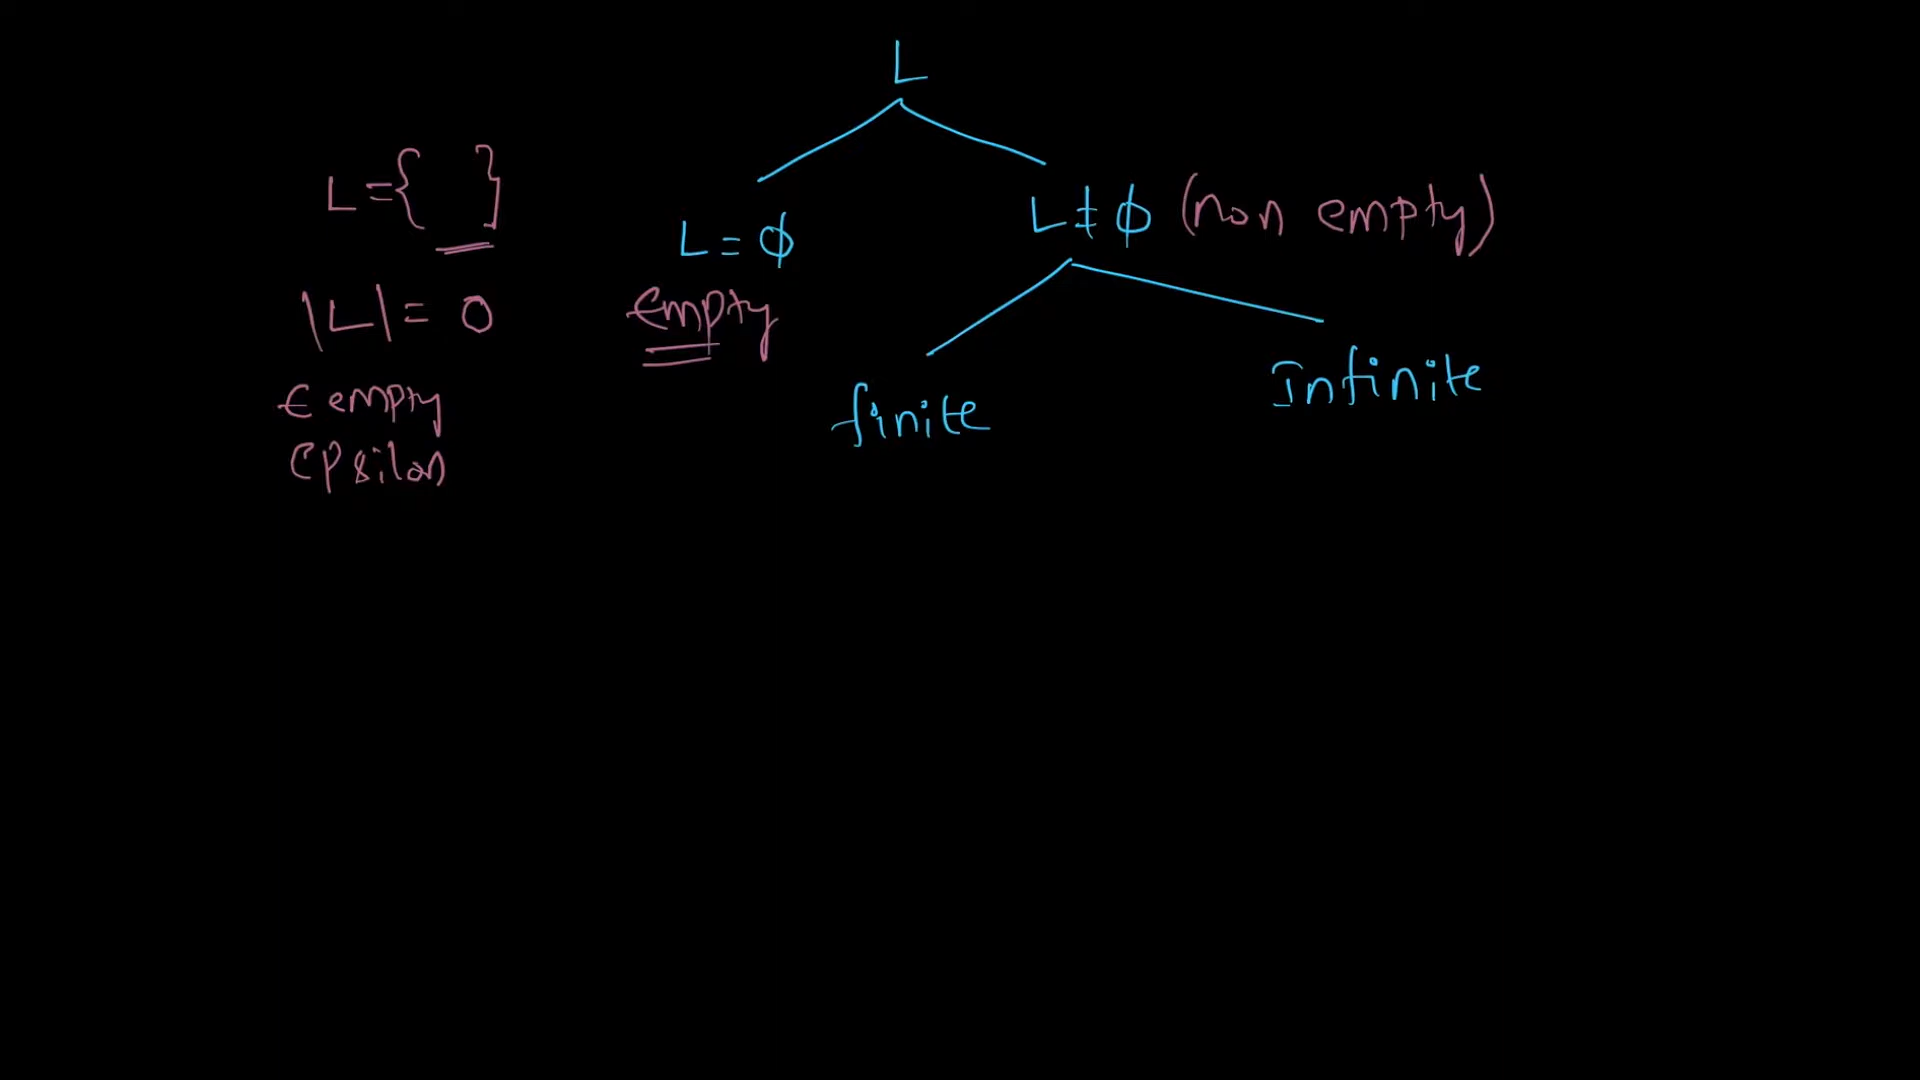 L
L = { }
L = ϕ
L ≠ ϕ (non empty)
|L| = 0
empty
finite
Infinite
Є empty
Epsilon